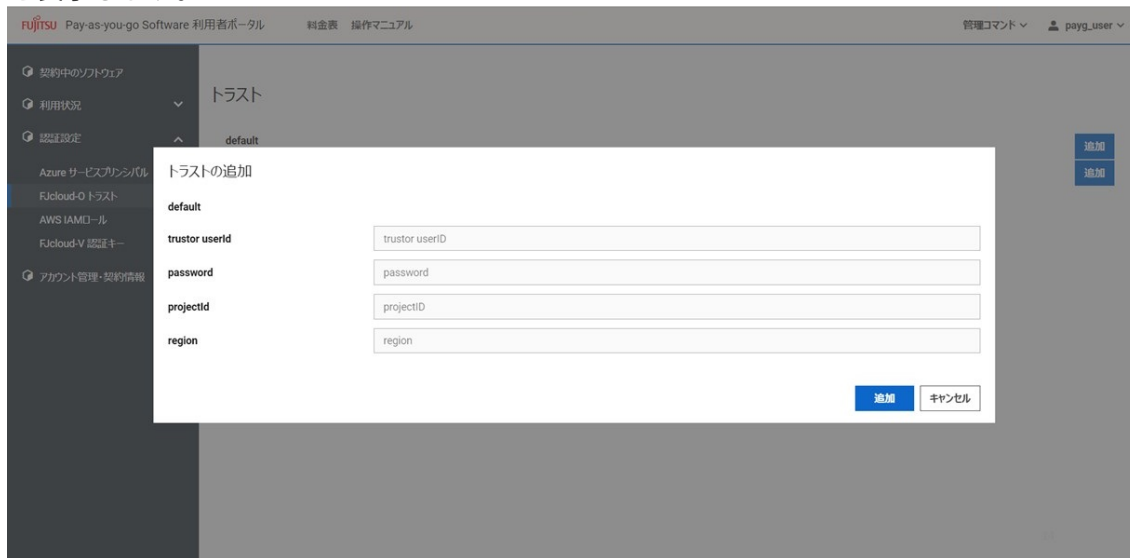 FUJITSU Pay-as-you-go Software 利用者ポータル 料金表 操作マニュアル 管理コマンド payg_user
契約中のソフトウェア
利用状況
認証設定
Azure サービスプリンシパル
FJcloud-O トラスト
AWS IAMロール
FJcloud-V 認証キー
アカウント管理・契約情報
トラスト
default
追加
追加
トラストの追加
default
trustor userId trustor userID
password password
projectId projectID
region region
追加 キャンセル